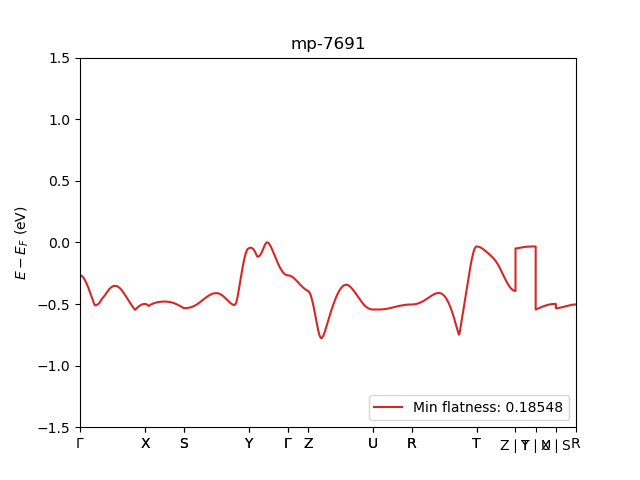 mp-7691
E − E_F (eV)
1.5
1.0
0.5
0.0
−0.5
−1.0
−1.5
Min flatness: 0.18548
Γ X S Y Γ Z U R T Z | Y T | U X | S R